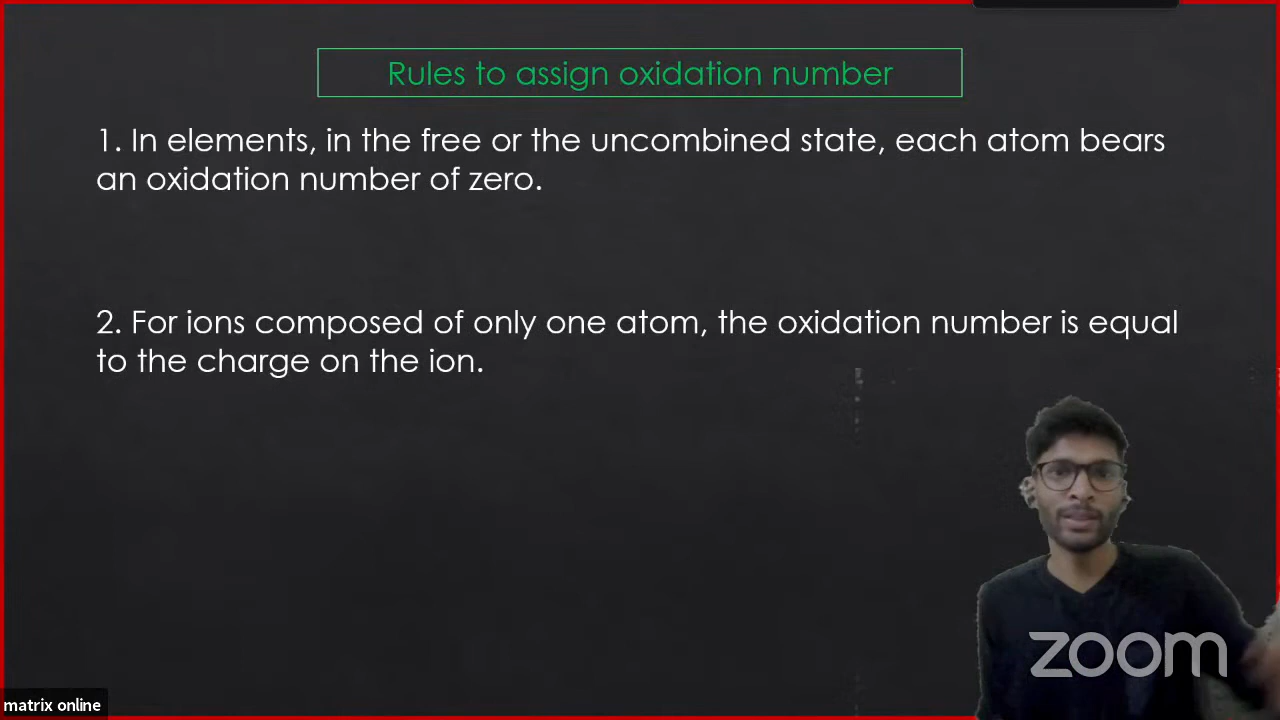 Rules to assign oxidation number
1. In elements, in the free or the uncombined state, each atom bears
an oxidation number of zero.
2. For ions composed of only one atom, the oxidation number is equal
to the charge on the ion.
zoom
matrix online